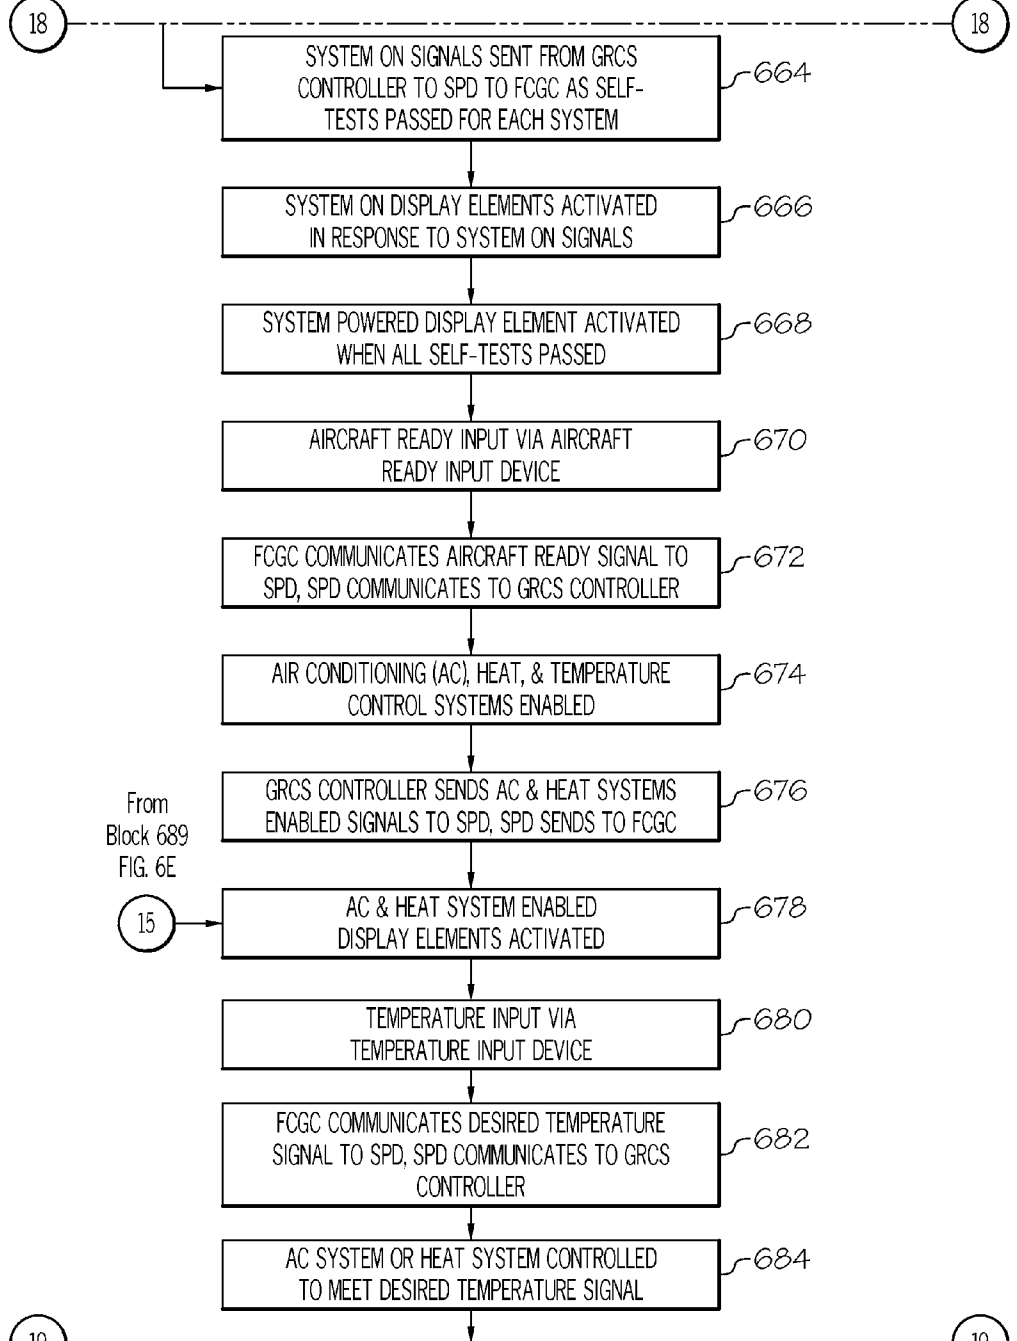 18
18
SYSTEM ON SIGNALS SENT FROM GRCS
CONTROLLER TO SPD TO FCGC AS SELF-
TESTS PASSED FOR EACH SYSTEM
664
SYSTEM ON DISPLAY ELEMENTS ACTIVATED
IN RESPONSE TO SYSTEM ON SIGNALS
666
SYSTEM POWERED DISPLAY ELEMENT ACTIVATED
WHEN ALL SELF-TESTS PASSED
668
AIRCRAFT READY INPUT VIA AIRCRAFT
READY INPUT DEVICE
670
FCGC COMMUNICATES AIRCRAFT READY SIGNAL TO
SPD, SPD COMMUNICATES TO GRCS CONTROLLER
672
AIR CONDITIONING (AC), HEAT, & TEMPERATURE
CONTROL SYSTEMS ENABLED
674
GRCS CONTROLLER SENDS AC & HEAT SYSTEMS
ENABLED SIGNALS TO SPD, SPD SENDS TO FCGC
676
From
Block 689
FIG. 6E
15
AC & HEAT SYSTEM ENABLED
DISPLAY ELEMENTS ACTIVATED
678
TEMPERATURE INPUT VIA
TEMPERATURE INPUT DEVICE
680
FCGC COMMUNICATES DESIRED TEMPERATURE
SIGNAL TO SPD, SPD COMMUNICATES TO GRCS
CONTROLLER
682
AC SYSTEM OR HEAT SYSTEM CONTROLLED
TO MEET DESIRED TEMPERATURE SIGNAL
684